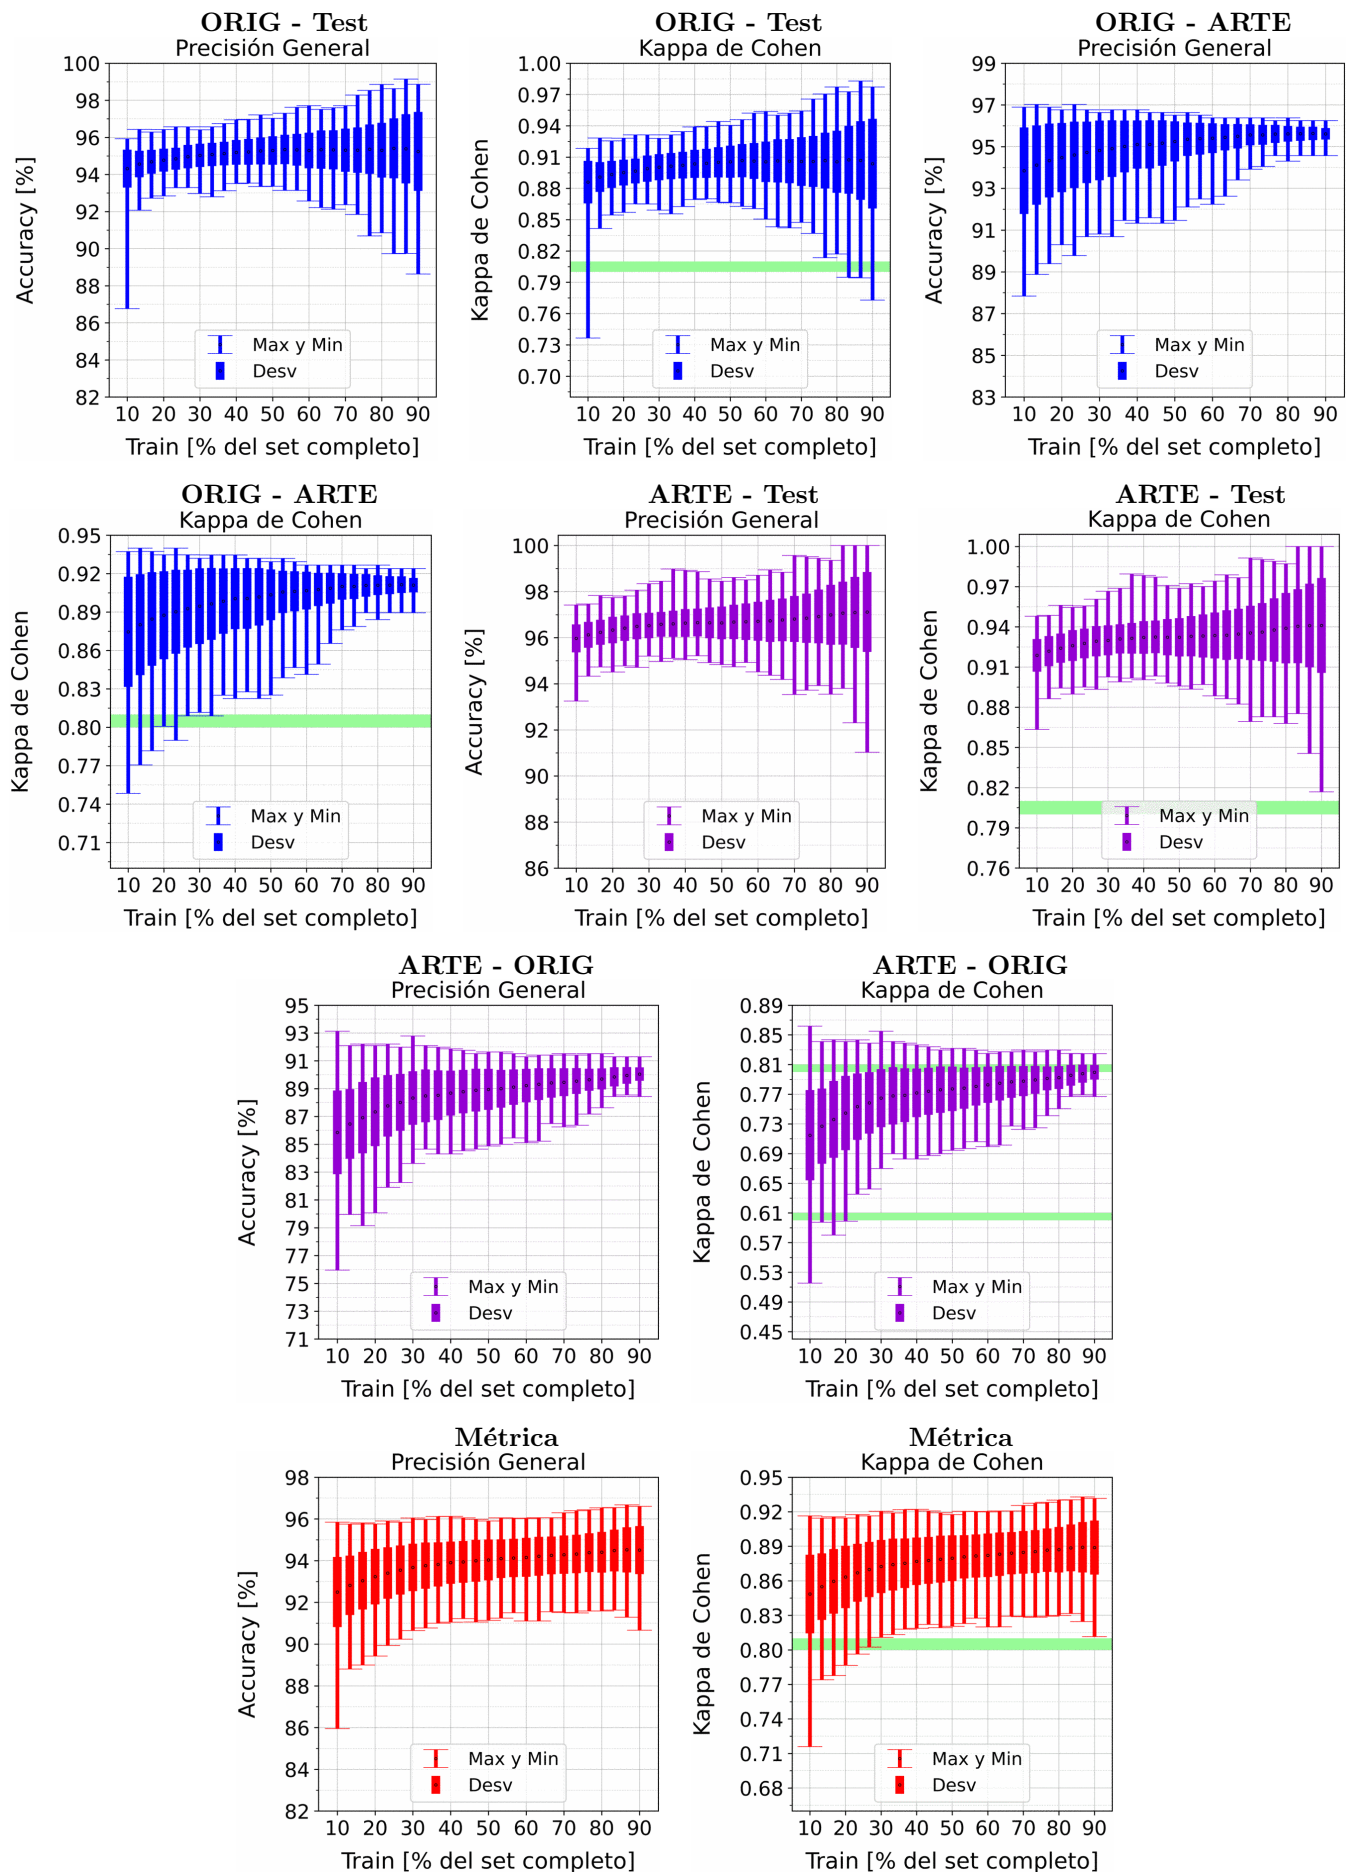 ORIG - Test
Precisión General
100
98
96
94
92
90
88
86
84
82
Accuracy [%]
Max y Min
Desv
10 20 30 40 50 60 70 80 90
Train [% del set completo]
ORIG - Test
Kappa de Cohen
1.00
0.97
0.94
0.91
0.88
0.85
0.82
0.79
0.76
0.73
0.70
Kappa de Cohen
Max y Min
Desv
10 20 30 40 50 60 70 80 90
Train [% del set completo]
ORIG - ARTE
Precisión General
99
97
95
93
91
89
87
85
83
Accuracy [%]
Max y Min
Desv
10 20 30 40 50 60 70 80 90
Train [% del set completo]
ORIG - ARTE
Kappa de Cohen
0.95
0.92
0.89
0.86
0.83
0.80
0.77
0.74
0.71
Kappa de Cohen
Max y Min
Desv
10 20 30 40 50 60 70 80 90
Train [% del set completo]
ARTE - Test
Precisión General
100
98
96
94
92
90
88
86
Accuracy [%]
Max y Min
Desv
10 20 30 40 50 60 70 80 90
Train [% del set completo]
ARTE - Test
Kappa de Cohen
1.00
0.97
0.94
0.91
0.88
0.85
0.82
0.79
0.76
Kappa de Cohen
Max y Min
Desv
10 20 30 40 50 60 70 80 90
Train [% del set completo]
ARTE - ORIG
Precisión General
95
93
91
89
87
85
83
81
79
77
75
73
71
Accuracy [%]
Max y Min
Desv
10 20 30 40 50 60 70 80 90
Train [% del set completo]
ARTE - ORIG
Kappa de Cohen
0.89
0.85
0.81
0.77
0.73
0.69
0.65
0.61
0.57
0.53
0.49
0.45
Kappa de Cohen
Max y Min
Desv
10 20 30 40 50 60 70 80 90
Train [% del set completo]
Métrica
Precisión General
98
96
94
92
90
88
86
84
82
Accuracy [%]
Max y Min
Desv
10 20 30 40 50 60 70 80 90
Train [% del set completo]
Métrica
Kappa de Cohen
0.95
0.92
0.89
0.86
0.83
0.80
0.77
0.74
0.71
0.68
Kappa de Cohen
Max y Min
Desv
10 20 30 40 50 60 70 80 90
Train [% del set completo]